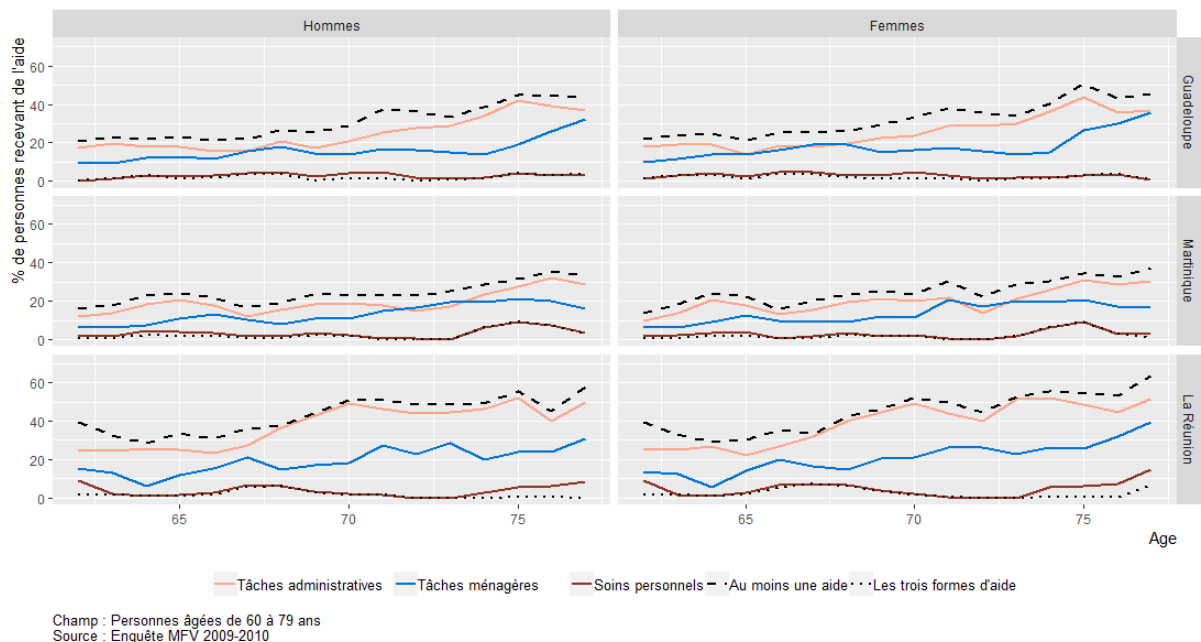 Hommes
Femmes
% de personnes recevant de l'aide
60
40
20
0
Guadeloupe
60
40
20
0
Martinique
60
40
20
0
La Réunion
65
70
75
65
70
75
Age
Tâches administratives
Tâches ménagères
Soins personnels
Au moins une aide
Les trois formes d'aide
Champ : Personnes âgées de 60 à 79 ans
Source : Enquête MFV 2009-2010